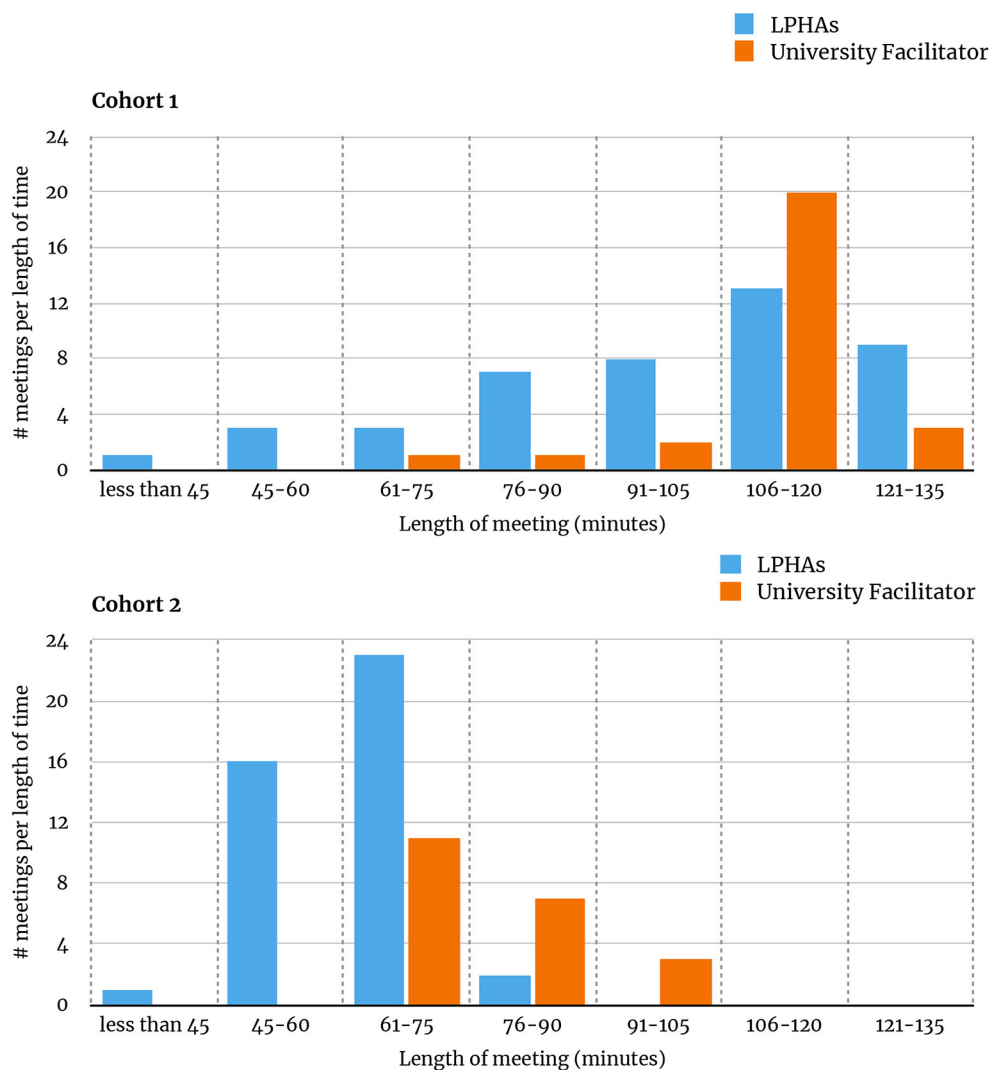 LPHAs
University Facilitator
Cohort 1
# meetings per length of time
24
20
16
12
8
4
0
less than 45 45-60 61-75 76-90 91-105 106-120 121-135
Length of meeting (minutes)
LPHAs
University Facilitator
Cohort 2
# meetings per length of time
24
20
16
12
8
4
0
less than 45 45-60 61-75 76-90 91-105 106-120 121-135
Length of meeting (minutes)